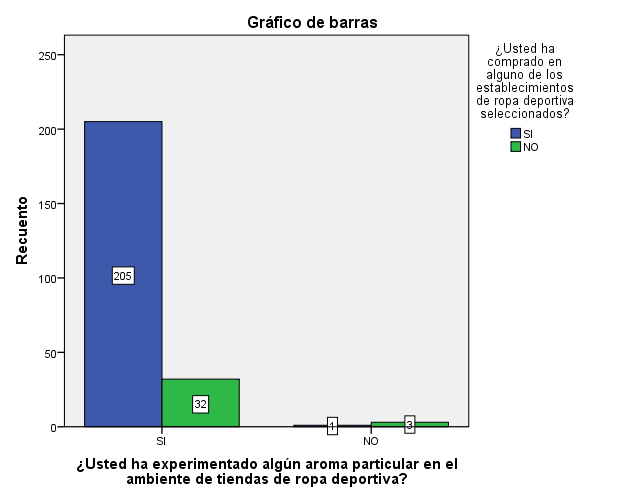 Gráfico de barras
¿Usted ha
comprado en
alguno de los
establecimientos
de ropa deportiva
seleccionados?
SI
NO
Recuento
250
200
150
100
50
0
205
32
1
3
SI
NO
¿Usted ha experimentado algún aroma particular en el
ambiente de tiendas de ropa deportiva?